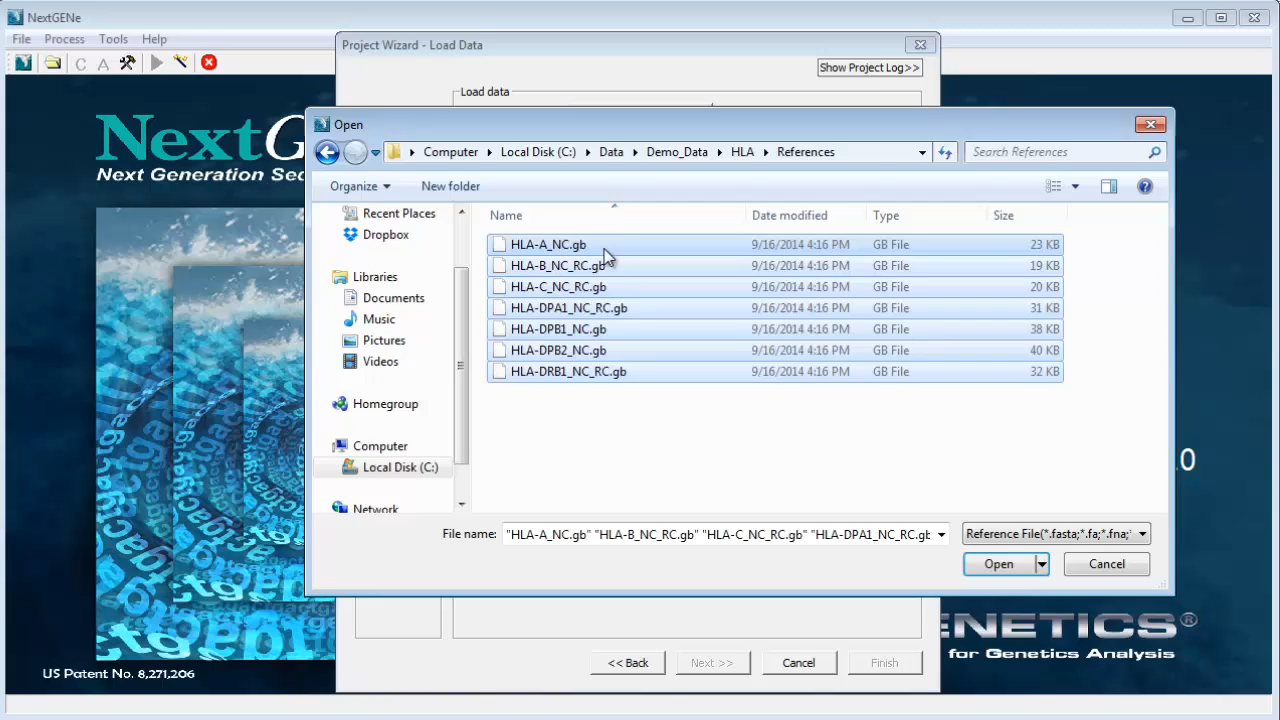 NextGENe
File Process Tools Help
C A
Project Wizard - Load Data
Show Project Log>>
Load data
NextG
Next Generation Sec
Open
Computer Local Disk (C:) Data Demo_Data HLA References
Search References
Organize New folder
Recent Places
Dropbox
Libraries
Documents
Music
Pictures
Videos
Homegroup
Computer
Local Disk (C:)
Network
Name Date modified Type Size
HLA-A_NC.gb 9/16/2014 4:16 PM GB File 23 KB
HLA-B_NC_RC.gb 9/16/2014 4:16 PM GB File 19 KB
HLA-C_NC_RC.gb 9/16/2014 4:16 PM GB File 20 KB
HLA-DPA1_NC_RC.gb 9/16/2014 4:16 PM GB File 31 KB
HLA-DPB1_NC.gb 9/16/2014 4:16 PM GB File 38 KB
HLA-DPB2_NC.gb 9/16/2014 4:16 PM GB File 40 KB
HLA-DRB1_NC_RC.gb 9/16/2014 4:16 PM GB File 32 KB
File name: "HLA-A_NC.gb" "HLA-B_NC_RC.gb" "HLA-C_NC_RC.gb" "HLA-DPA1_NC_RC.gb
Reference File(*.fasta;*.fa;*.fna;
Open Cancel
0
ENETICS®
for Genetics Analysis
<< Back Next >> Cancel Finish
US Patent No. 8,271,206